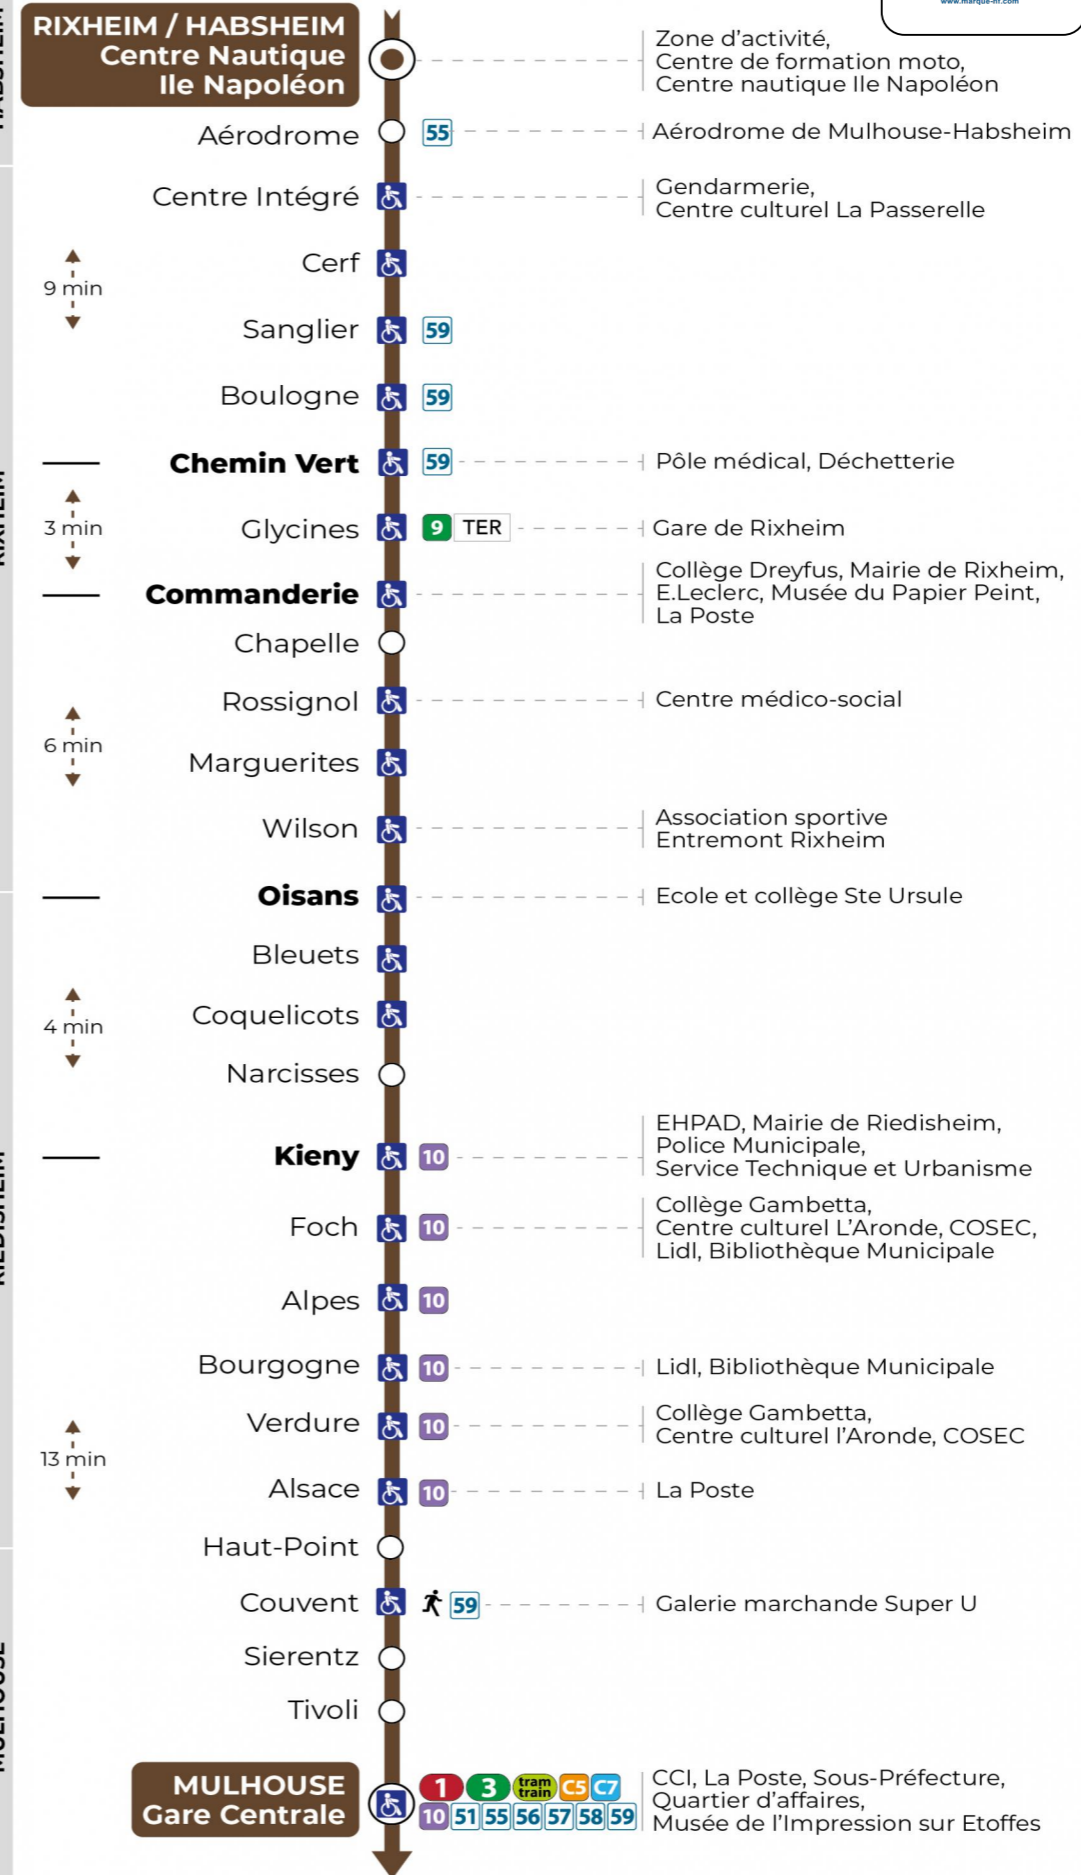 www.marque-nf.com
RIXHEIM / HABSHEIM
Centre Nautique
Ile Napoléon
Zone d’activité,
Centre de formation moto,
Centre nautique Ile Napoléon
Aérodrome 55 Aérodrome de Mulhouse-Habsheim
Centre Intégré
Gendarmerie,
Centre culturel La Passerelle
Cerf
9 min
Sanglier 59
Boulogne 59
Chemin Vert 59 Pôle médical, Déchetterie
3 min
Glycines 9 TER Gare de Rixheim
RIXHEIM
Commanderie
Collège Dreyfus, Mairie de Rixheim,
E.Leclerc, Musée du Papier Peint,
La Poste
Chapelle
Rossignol Centre médico-social
6 min
Marguerites
Wilson
Association sportive
Entremont Rixheim
Oisans Ecole et collège Ste Ursule
Bleuets
4 min
Coquelicots
Narcisses
RIEDISHEIM
Kieny 10
EHPAD, Mairie de Riedisheim,
Police Municipale,
Service Technique et Urbanisme
Foch 10
Collège Gambetta,
Centre culturel L’Aronde, COSEC,
Lidl, Bibliothèque Municipale
Alpes 10
Bourgogne 10 Lidl, Bibliothèque Municipale
Verdure 10
Collège Gambetta,
Centre culturel l’Aronde, COSEC
13 min
Alsace 10 La Poste
Haut-Point
Couvent 59 Galerie marchande Super U
Sierentz
Tivoli
MULHOUSE
MULHOUSE
Gare Centrale
1 3 tram train C5 C7
10 51 55 56 57 58 59
CCI, La Poste, Sous-Préfecture,
Quartier d’affaires,
Musée de l’Impression sur Etoffes